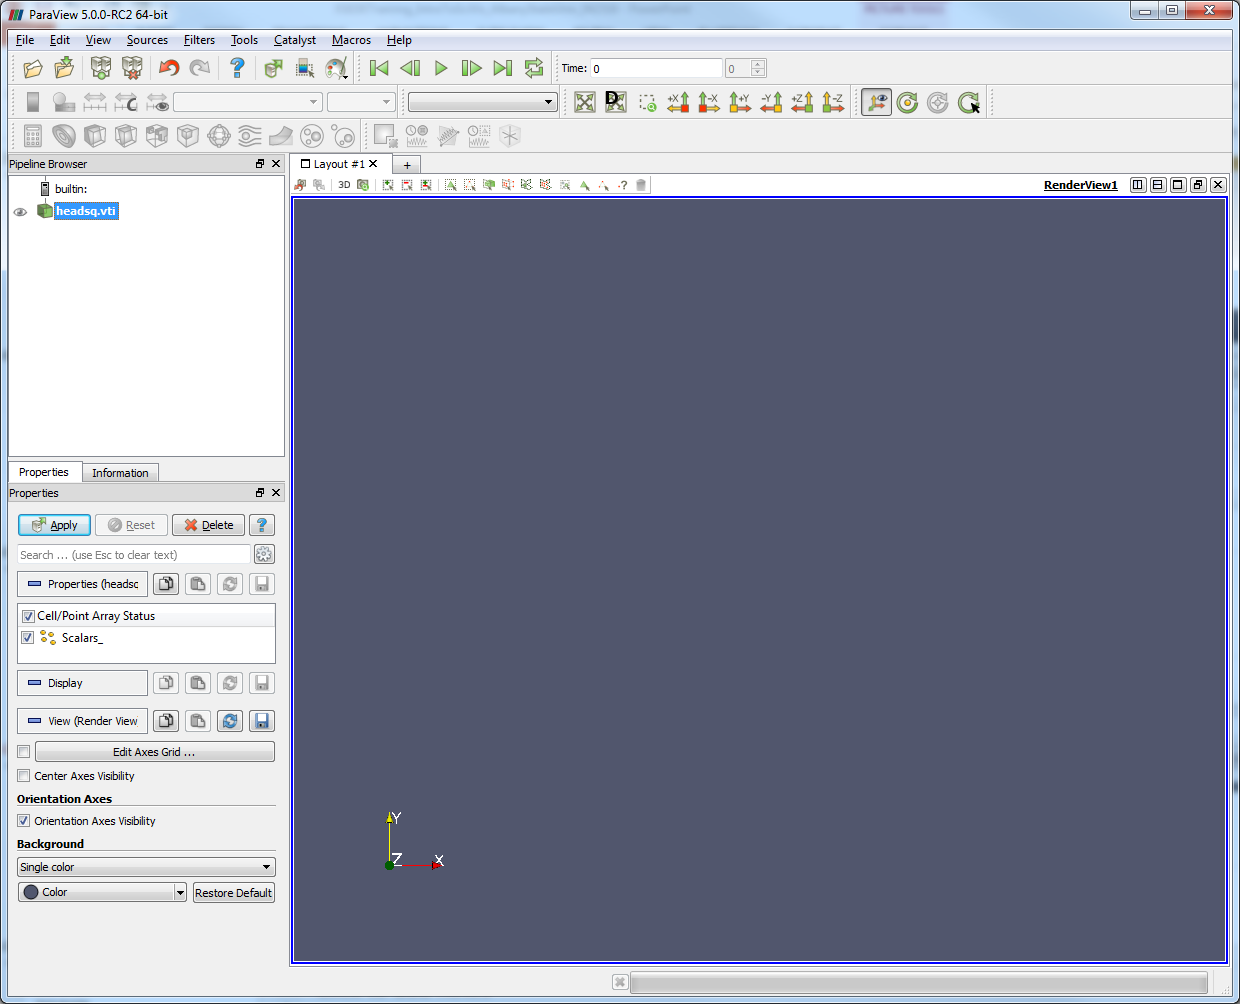 ParaView 5.0.0-RC2 64-bit
File Edit View Sources Filters Tools Catalyst Macros Help
Time: 0 0
D +X -X +Y -Y +Z -Z
Pipeline Browser
Layout #1
+
builtin:
3D
?
RenderView1
headsq.vti
Properties Information
Properties
Apply Reset Delete ?
Search ... (use Esc to clear text)
Properties (headsc
Cell/Point Array Status
Scalars_
Display
View (Render View
Edit Axes Grid ...
Center Axes Visibility
Orientation Axes
Orientation Axes Visibility
Background
Single color
Color Restore Default
Y
Z X